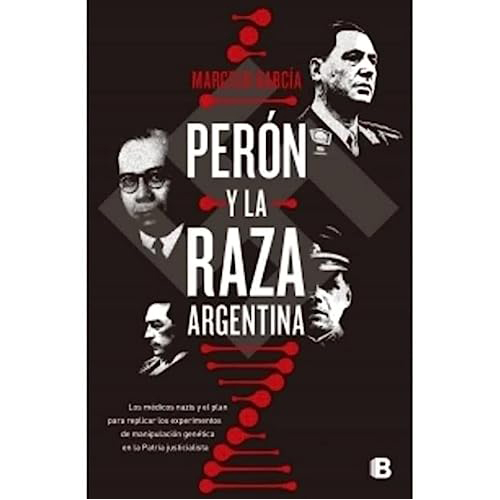 MARCELO GARCÍA
PERÓN
Y LA
RAZA
ARGENTINA
Los médicos nazis y el plan
para replicar los experimentos
de manipulación genética
en la Patria justicialista
B